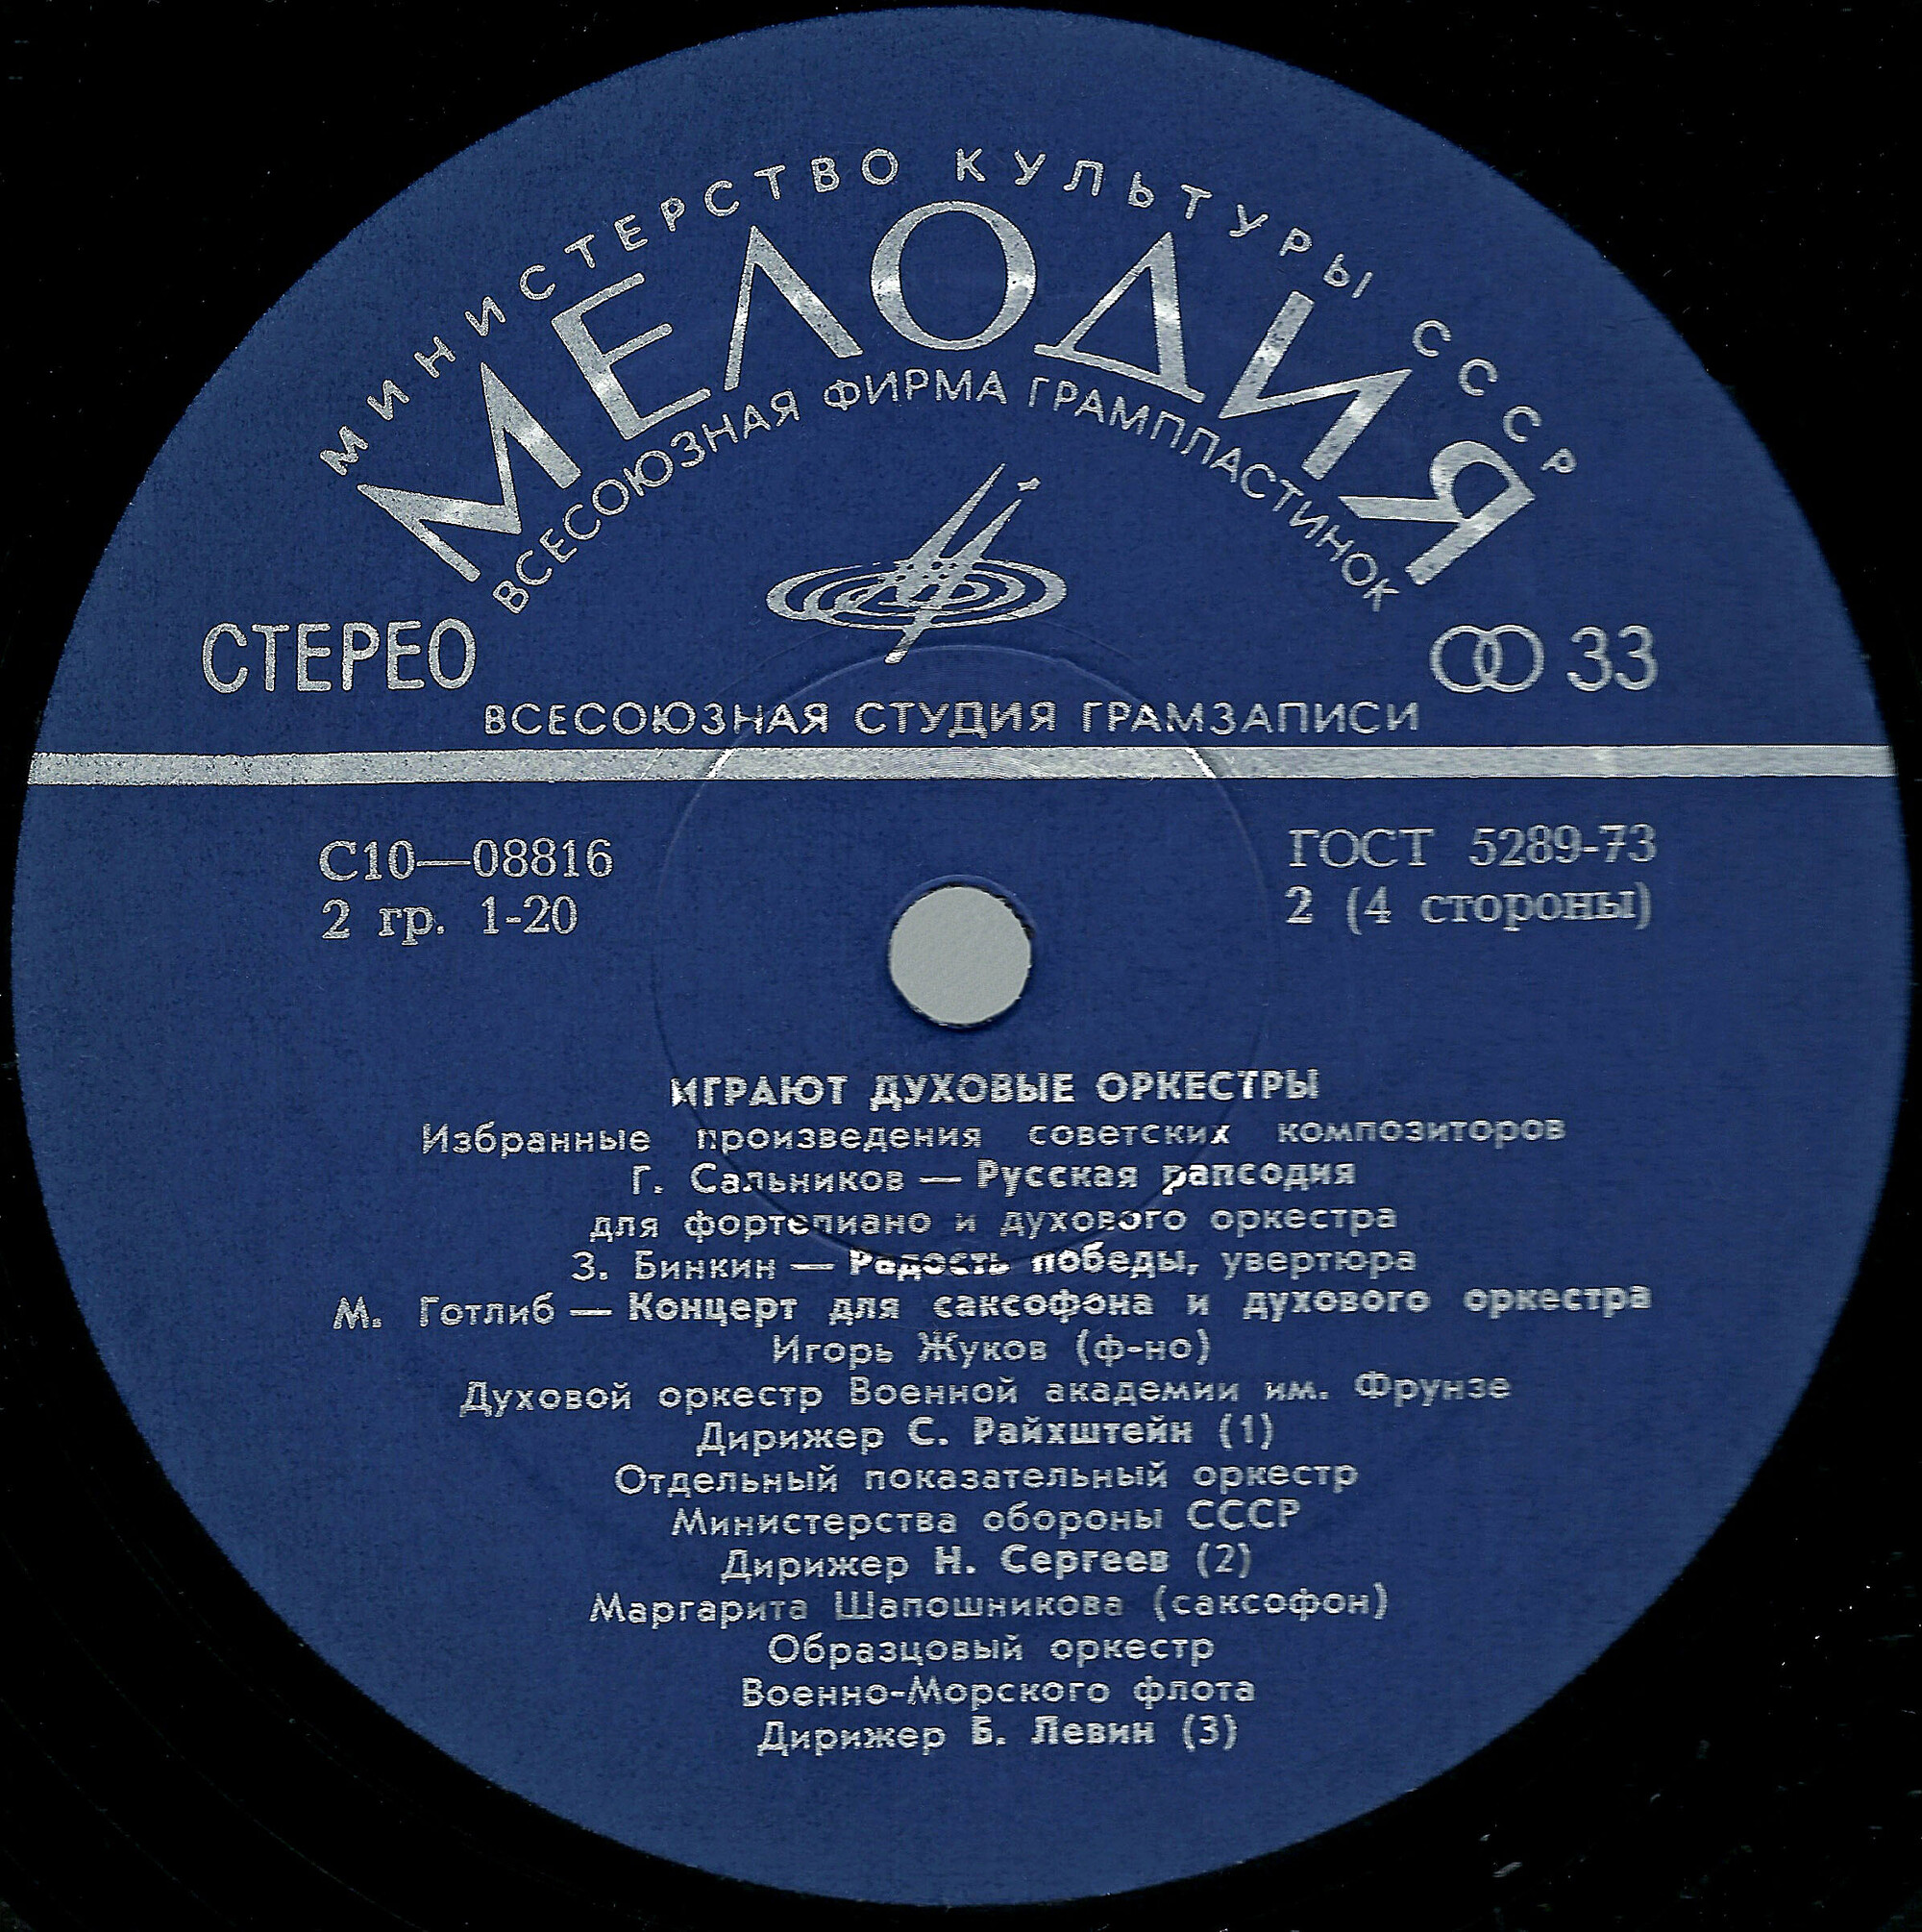 МИНИСТЕРСТВО КУЛЬТУРЫ СССР
МЕЛОДИЯ
ВСЕСОЮЗНАЯ ФИРМА ГРАМПЛАСТИНОК
СТЕРЕО
33
ВСЕСОЮЗНАЯ СТУДИЯ ГРАМЗАПИСИ
С10—08816
ГОСТ 5289-73
2 гр. 1-20
2 (4 стороны)
ИГРАЮТ ДУХОВЫЕ ОРКЕСТРЫ
Избранные произведения советских композиторов
Г. Сальников — Русская рапсодия
для фортепиано и духового оркестра
З. Бинкин — Радость победы, увертюра
М. Готлиб — Концерт для саксофона и духового оркестра
Игорь Жуков (ф-но)
Духовой оркестр Военной академии им. Фрунзе
Дирижер С. Райхштейн (1)
Отдельный показательный оркестр
Министерства обороны СССР
Дирижер Н. Сергеев (2)
Маргарита Шапошникова (саксофон)
Образцовый оркестр
Военно-Морского флота
Дирижер Б. Левин (3)